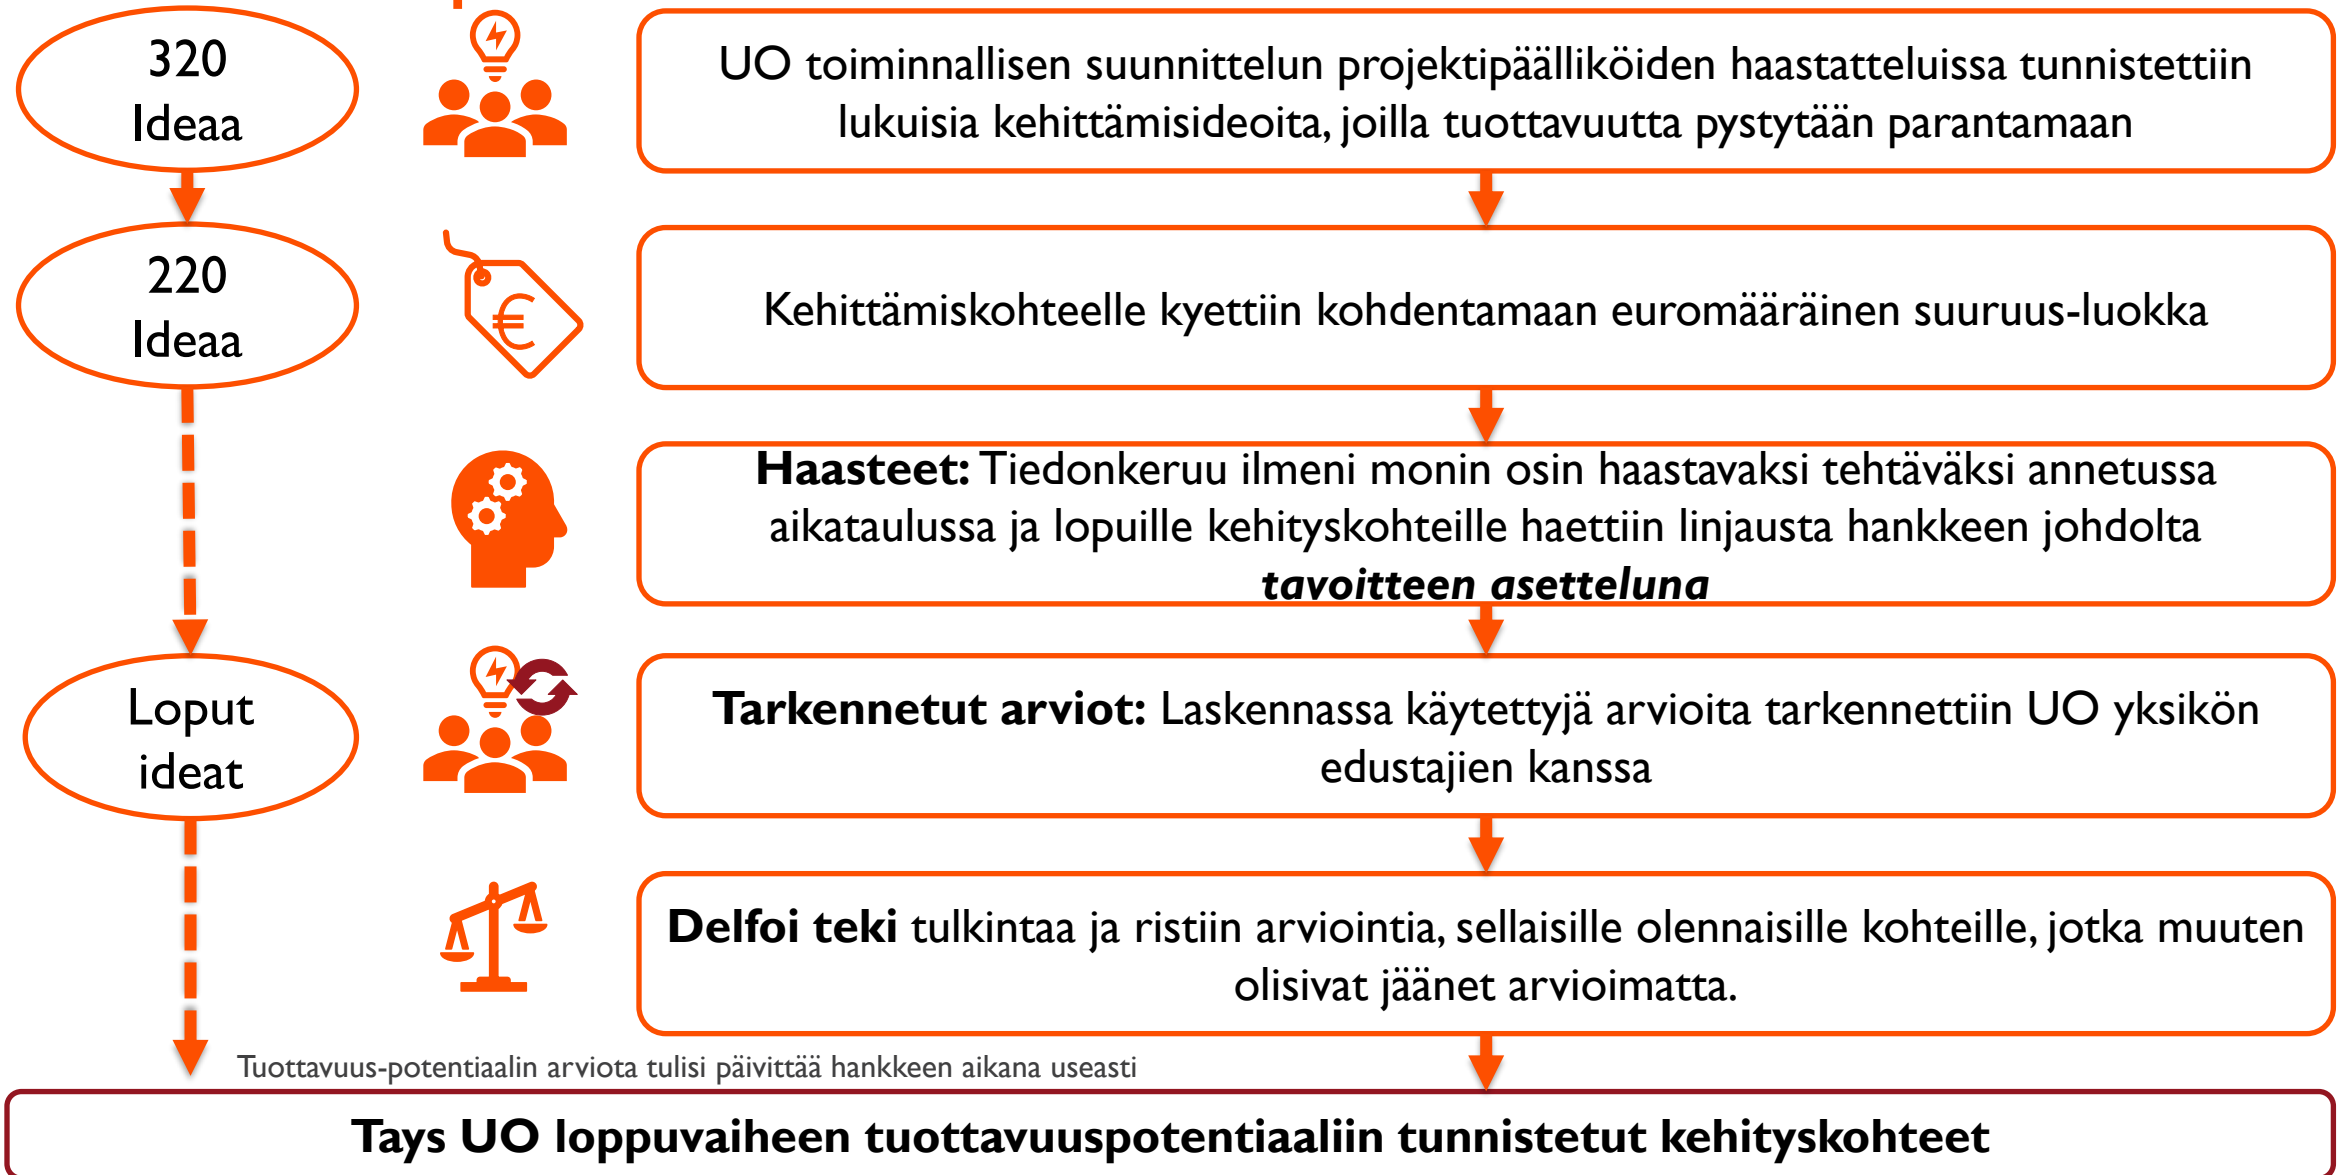 320
Ideaa
UO toiminnallisen suunnittelun projektipäälliköiden haastatteluissa tunnistettiin
lukuisia kehittämisideoita, joilla tuottavuutta pystytään parantamaan
220
Ideaa
€
Kehittämiskohteelle kyettiin kohdentamaan euromääräinen suuruus-luokka
Haasteet: Tiedonkeruu ilmeni monin osin haastavaksi tehtäväksi annetussa
aikataulussa ja lopuille kehityskohteille haettiin linjausta hankkeen johdolta
tavoitteen asetteluna
Loput
ideat
Tarkennetut arviot: Laskennassa käytettyjä arvioita tarkennettiin UO yksikön
edustajien kanssa
Delfoi teki tulkintaa ja ristiin arviointia, sellaisille olennaisille kohteille, jotka muuten
olisivat jäänet arvioimatta.
Tuottavuus-potentiaalin arviota tulisi päivittää hankkeen aikana useasti
Tays UO loppuvaiheen tuottavuuspotentiaaliin tunnistetut kehityskohteet